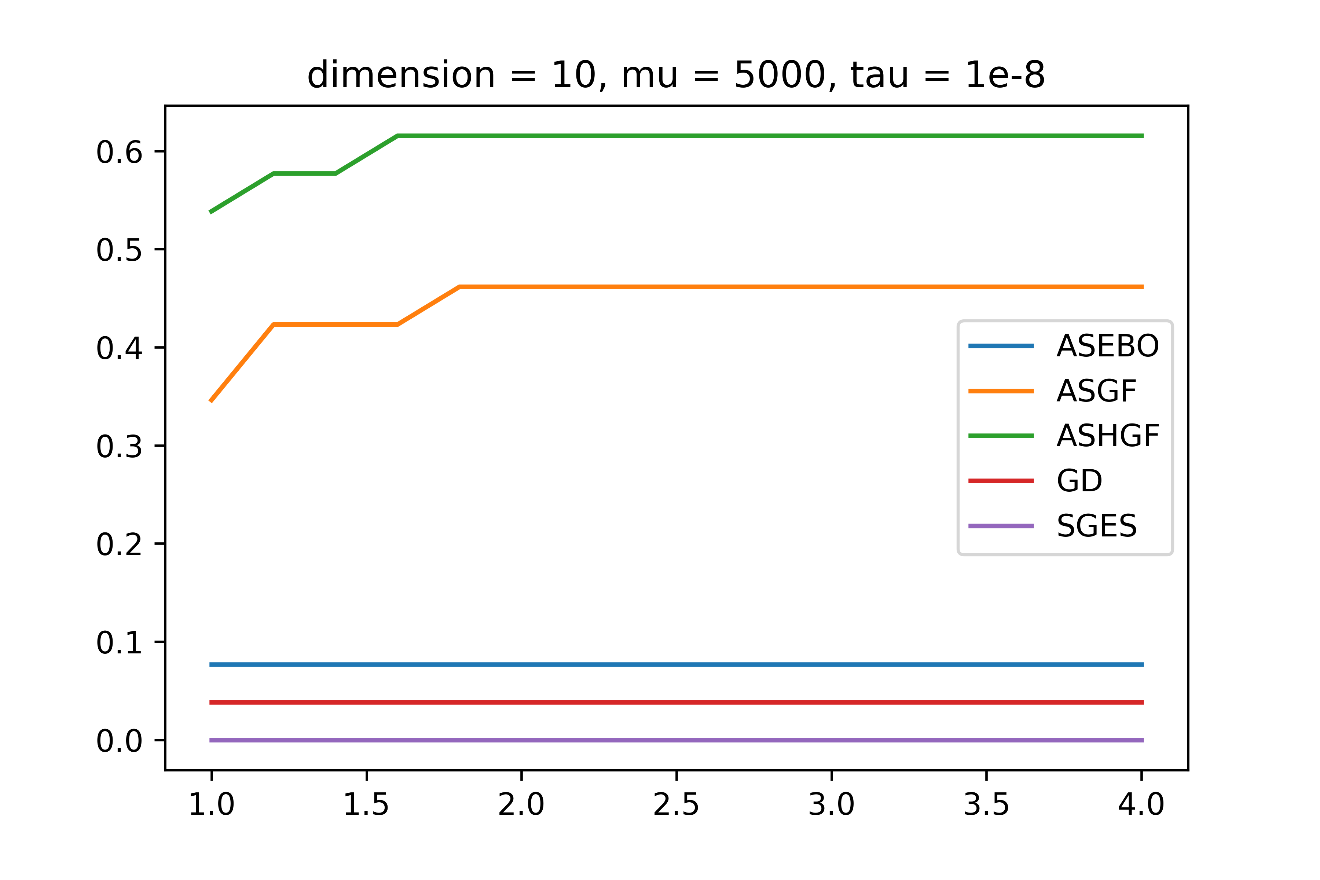 dimension = 10, mu = 5000, tau = 1e-8
0.6
0.5
0.4
0.3
0.2
0.1
0.0
ASEBO
ASGF
ASHGF
GD
SGES
1.0 1.5 2.0 2.5 3.0 3.5 4.0